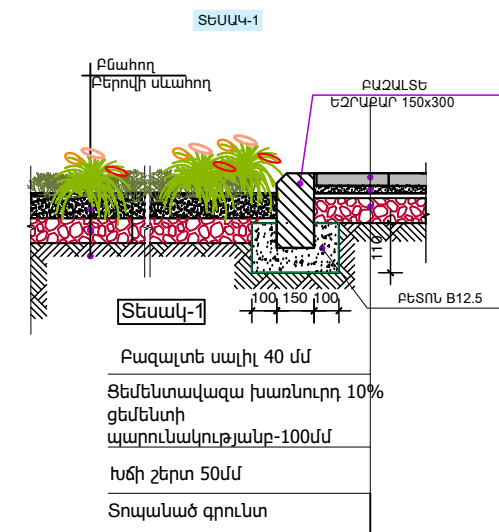 ՏԵՍԱԿ-1
Բնահող
Բերովի սևահող
ԲԱԶԱԼՏԵ
ԵԶՐԱՔԱՐ 150x300
110
100 150 100
ԲԵՏՈՆ B12.5
Տեսակ-1
Բազալտե սալիլ 40 մմ
Ցեմենտավազա խառնուրդ 10%
ցեմենտի
պարունակությանբ-100մմ
Խճի շերտ 50մմ
Տոպանած գրունտ